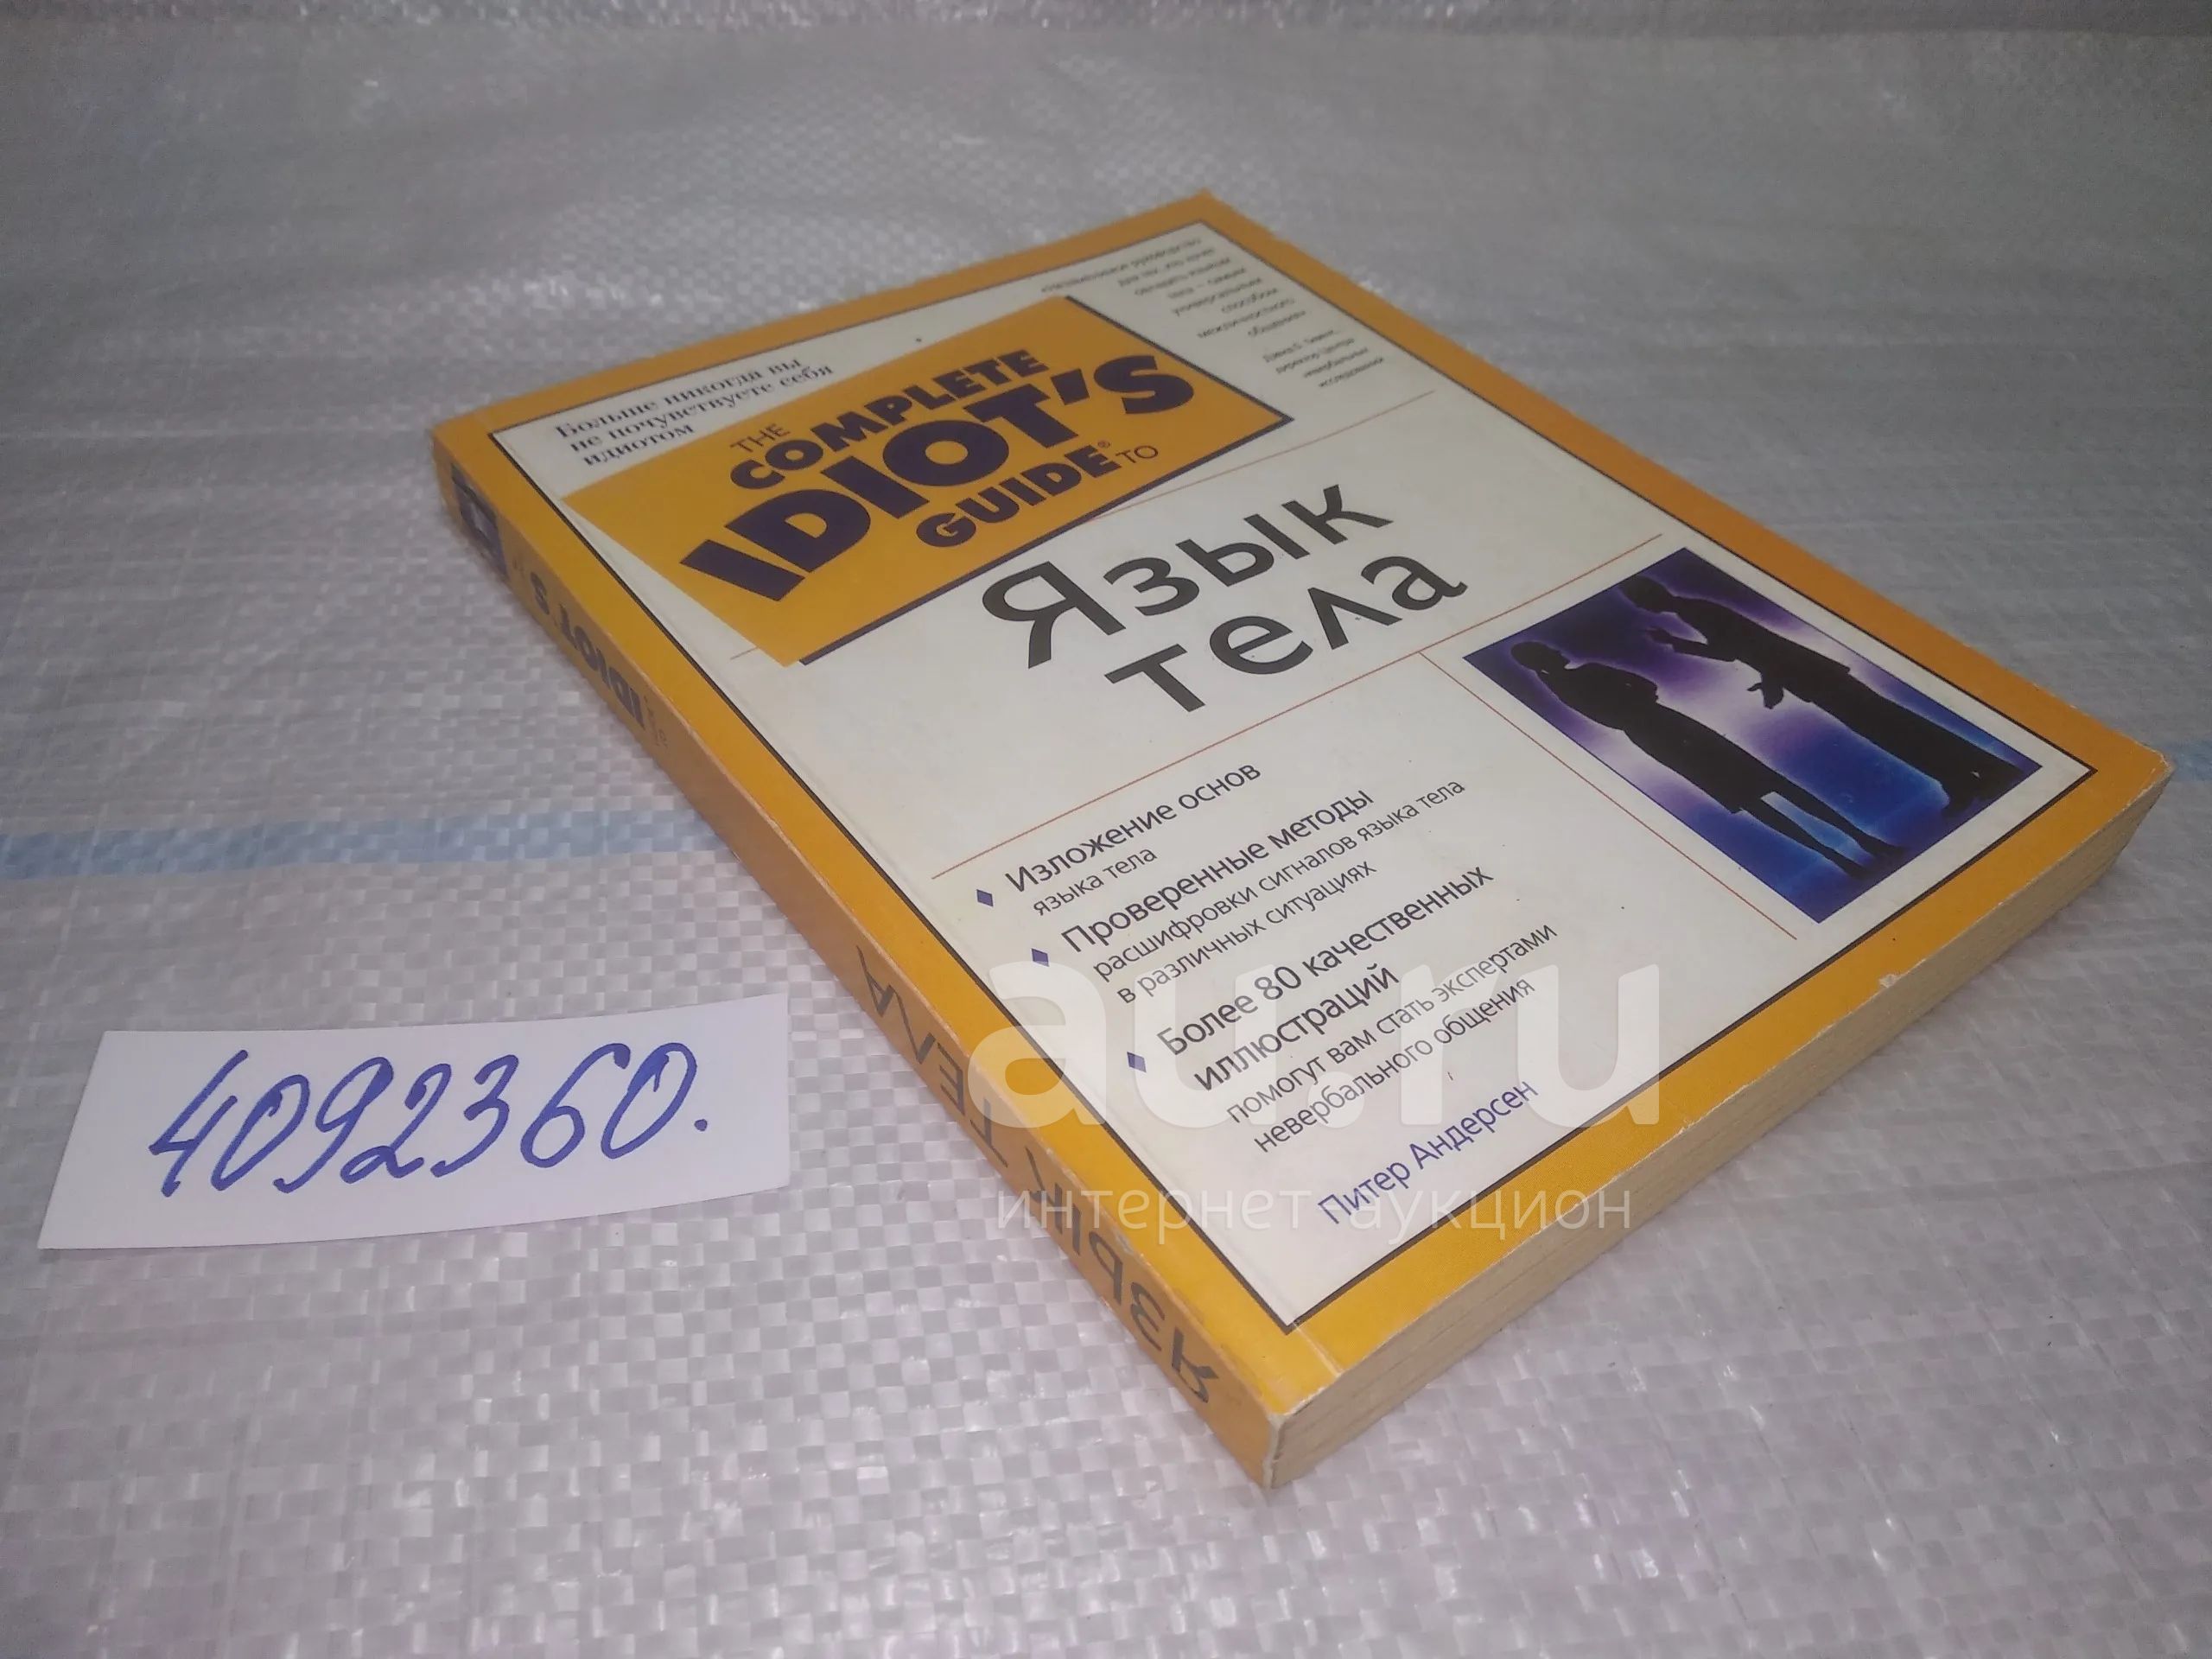 Больше никогда вы
не почувствуете себя
идиотом
THE
COMPLETE
IDIOT'S
GUIDE® TO
Язык
тела
Изложение основ
языка тела
Проверенные методы
расшифровки сигналов языка тела
в различных ситуациях
Более 80 качественных
иллюстраций
помогут вам стать экспертами
невербального общения
Питер Андерсен
IDIOT'S
ЯЗЫК ТЕЛА
4092360.
au.ru
интернет аукцион